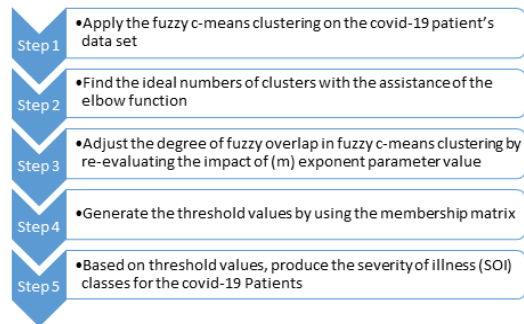 •Apply the fuzzy c-means clustering on the covid-19 patient's
data set
Step 1
•Find the ideal numbers of clusters with the assistance of the
elbow function
Step 2
•Adjust the degree of fuzzy overlap in fuzzy c-means clustering by
re-evaluating the impact of (m) exponent parameter value
Step 3
•Generate the threshold values by using the membership matrix
Step 4
•Based on threshold values, produce the severity of illness (SOI)
classes for the covid-19 Patients
Step 5